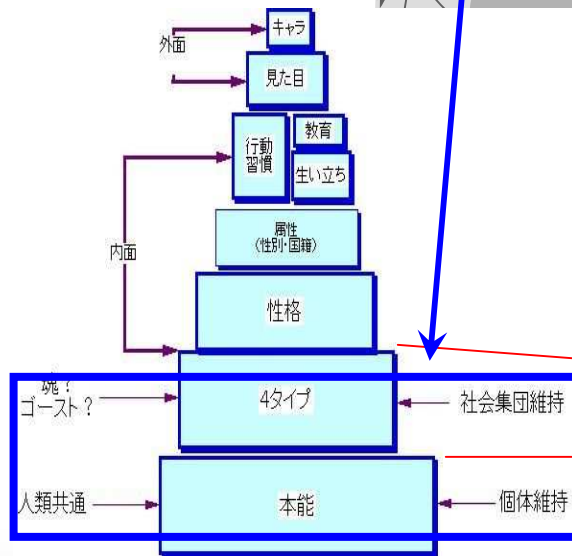 キャラ
外面
見た目
教育
行動
習慣
生い立ち
属性
（性別・国籍）
内面
性格
魂？
ゴースト？
4タイプ
社会集団維持
人類共通
本能
個体維持